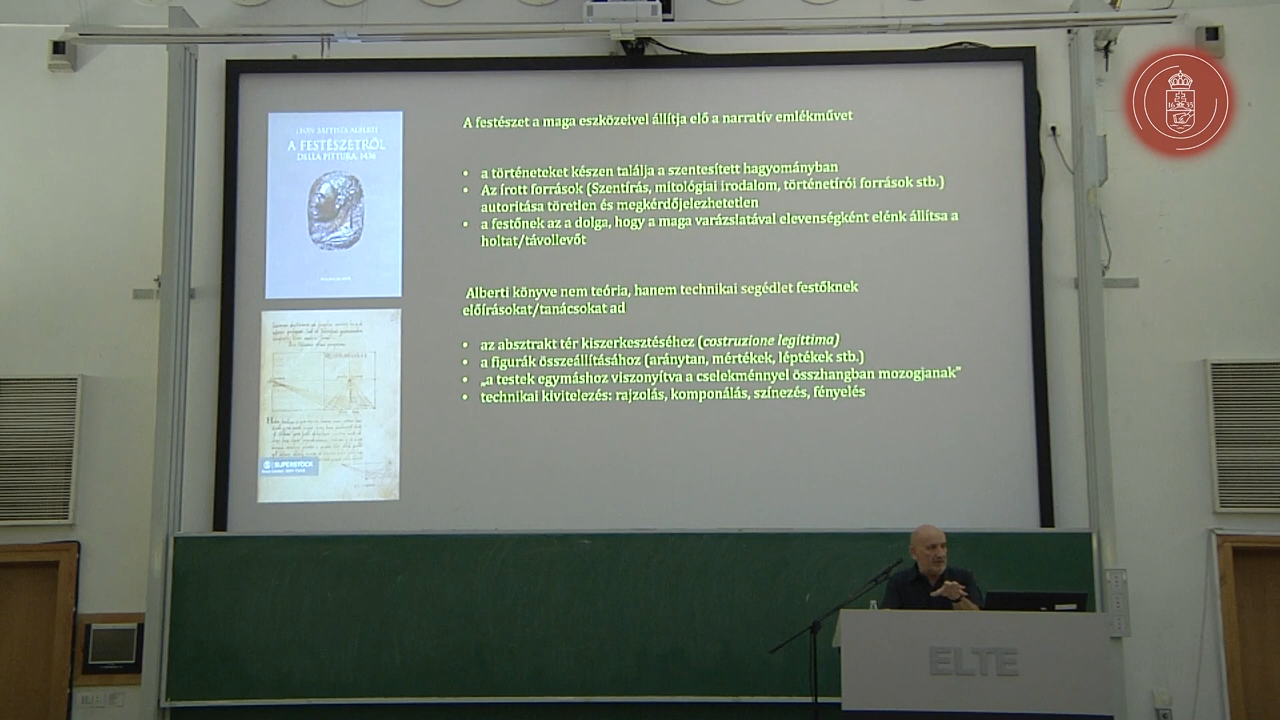 LEON BATTISTA ALBERTI
A FESTÉSZETRŐL
DELLA PITTURA, 1436
A festészet a maga eszközeivel állítja elő a narratív emlékművet
• a történeteket készen találja a szentesített hagyományban
• Az írott források (Szentírás, mitológiai irodalom, történetírói források stb.)
autoritása töretlen és megkérdőjelezhetetlen
• a festőnek az a dolga, hogy a maga varázslatával elevenségként elénk állítsa a
holtat/távollevőt
Alberti könyve nem teória, hanem technikai segédlet festőknek
előírásokat/tanácsokat ad
• az absztrakt tér kiszerkesztéséhez (costruzione legittima)
• a figurák összeállításához (aránytan, mértékek, léptékek stb.)
• „a testek egymáshoz viszonyítva a cselekménnyel összhangban mozogjanak”
• technikai kivitelezés: rajzolás, komponálás, színezés, fényelés
SUPERSTOCK
ELTE
1635